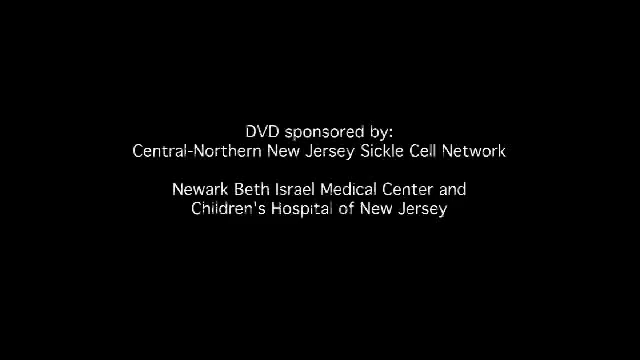 DVD sponsored by:
Central-Northern New Jersey Sickle Cell Network
Newark Beth Israel Medical Center and
Children's Hospital of New Jersey